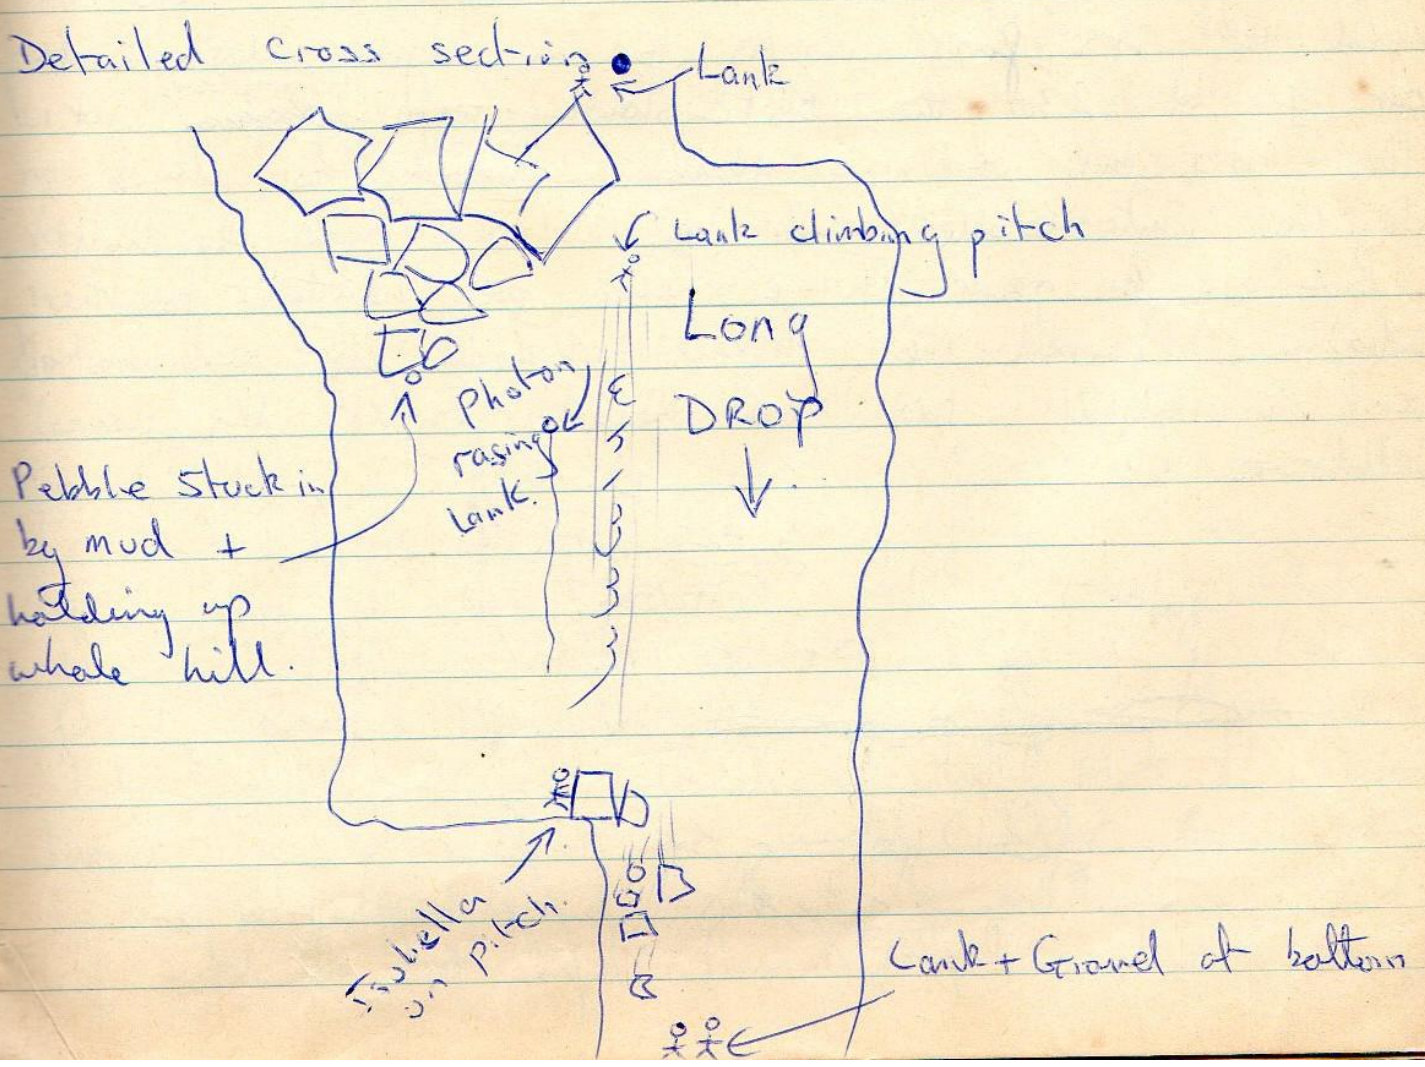 Detailed cross section
Lank
Lank climbing pitch
Long
DROP
Photon
rasing
Lank.
Pebble stuck in
by mud +
holding up
whole hill.
on pitch.
Lank + Gravel at bottom